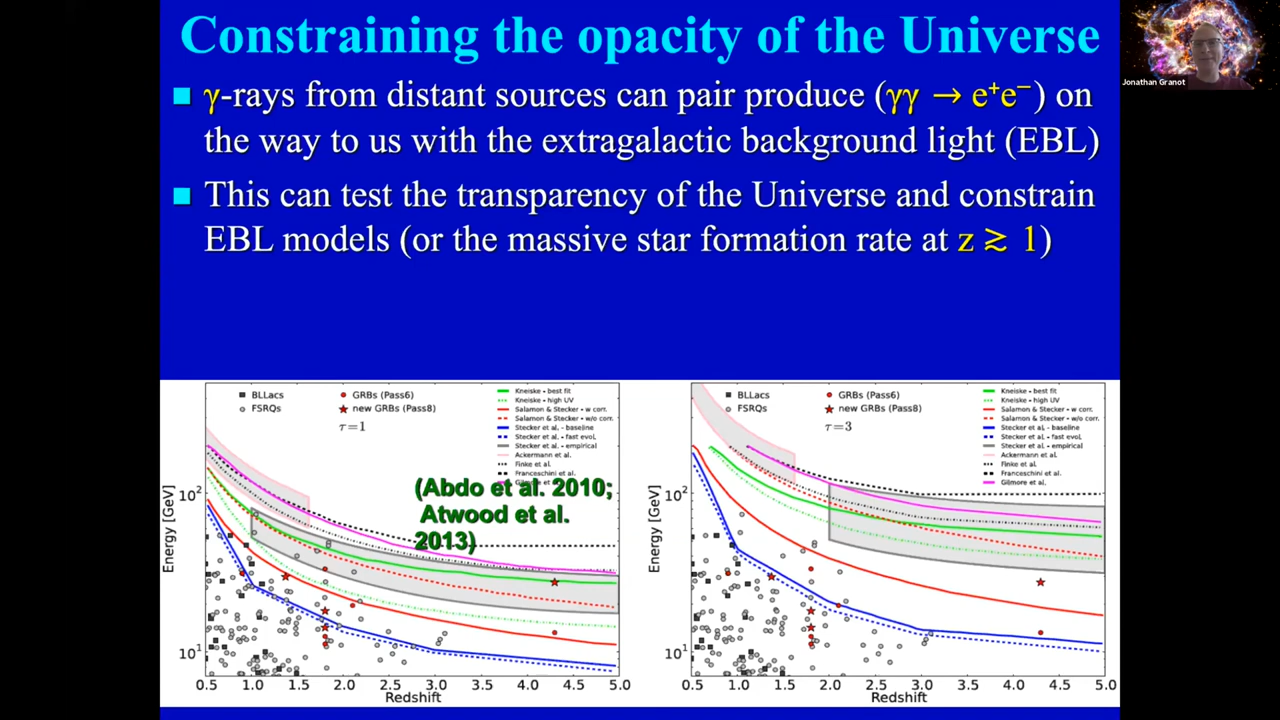 Constraining the opacity of the Universe
Jonathan Granot
γ-rays from distant sources can pair produce (γγ → e⁺e⁻) on
the way to us with the extragalactic background light (EBL)
This can test the transparency of the Universe and constrain
EBL models (or the massive star formation rate at z ≳ 1)
BLLacs
FSRQs
GRBs (Pass6)
new GRBs (Pass8)
τ=1
Kneiske - best fit
Kneiske - high UV
Salamon & Stecker - w corr.
Salamon & Stecker - w/o corr.
Stecker et al. - baseline
Stecker et al. - fast evol.
Stecker et al. - empirical
Ackermann et al.
Finke et al.
Franceschini et al.
(Abdo et al. 2010;
Atwood et al.
2013)
Energy [GeV]
10²
10¹
0.5 1.0 1.5 2.0 2.5 3.0 3.5 4.0 4.5 5.0
Redshift
BLLacs
FSRQs
GRBs (Pass6)
new GRBs (Pass8)
τ=3
Kneiske - best fit
Kneiske - high UV
Salamon & Stecker - w corr.
Salamon & Stecker - w/o corr.
Stecker et al. - baseline
Stecker et al. - fast evol.
Stecker et al. - empirical
Ackermann et al.
Finke et al.
Franceschini et al.
Gilmore et al.
Energy [GeV]
10²
10¹
0.5 1.0 1.5 2.0 2.5 3.0 3.5 4.0 4.5 5.0
Redshift